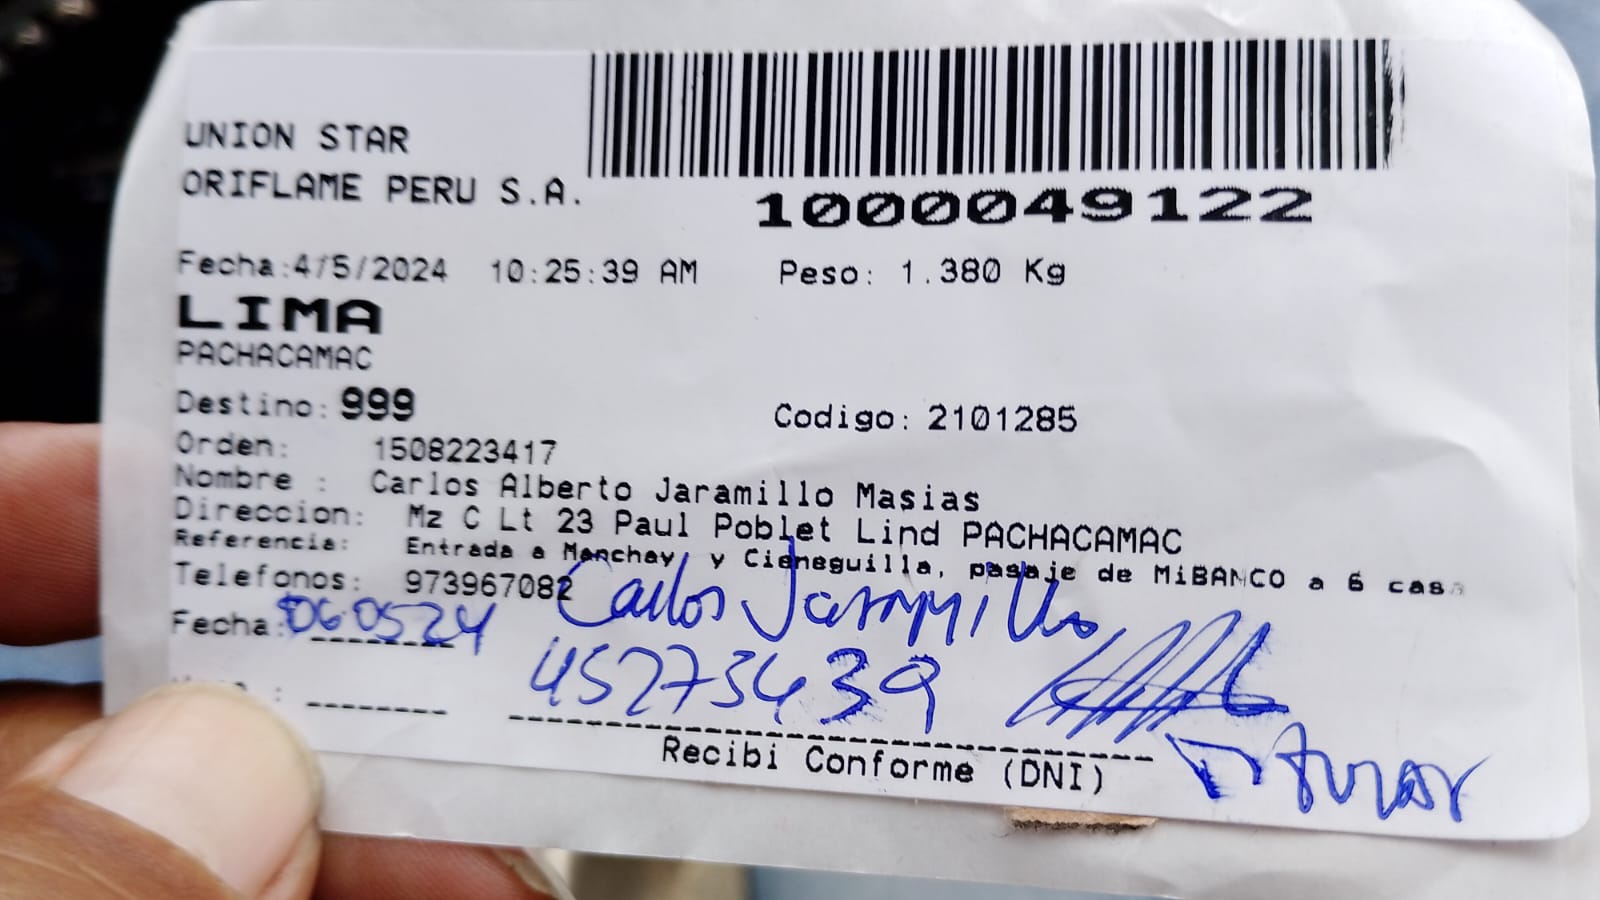 UNION STAR
ORIFLAME PERU S.A.
1000049122
Fecha:4/5/2024 10:25:39 AM Peso: 1.380 Kg
LIMA
PACHACAMAC
Destino: 999 Codigo: 2101285
Orden: 1508223417
Nombre : Carlos Alberto Jaramillo Masias
Direccion: Mz C Lt 23 Paul Poblet Lind PACHACAMAC
Referencia: Entrada a Manchay y Cieneguilla, pasaje de MiBANCO a 6 casa
Telefonos: 973967082
Carlos Jaramillo
Fecha: 060524
45273439
Recibi Conforme (DNI)
Titular